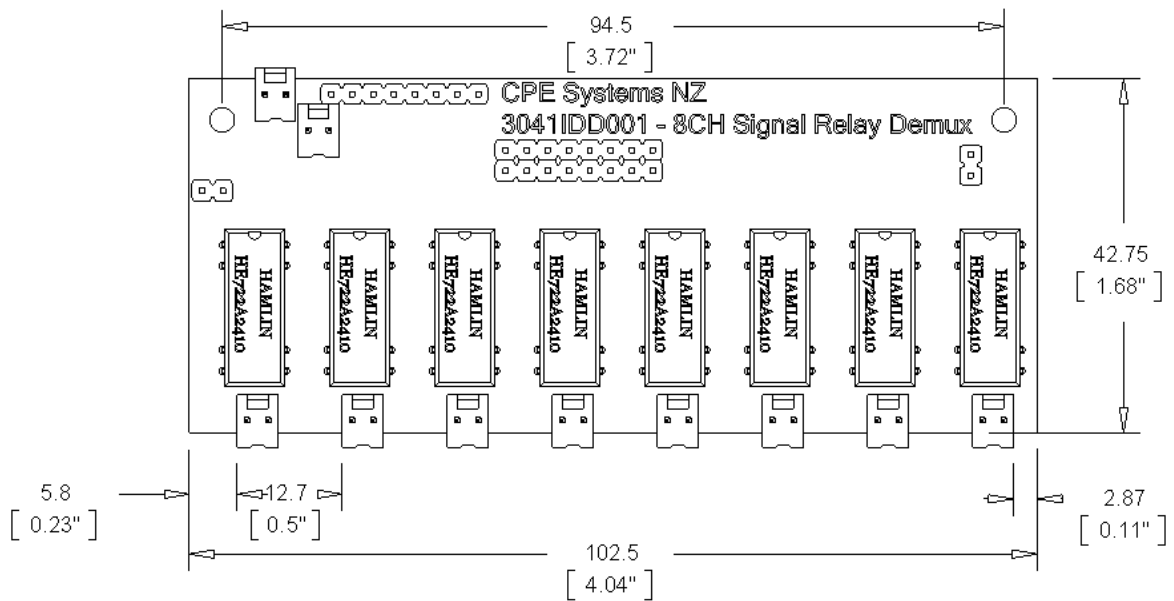 94.5
[ 3.72" ]
CPE Systems NZ
3041IDD001 - 8CH Signal Relay Demux
HAMLIN
HE722A2410
HAMLIN
HE722A2410
HAMLIN
HE722A2410
HAMLIN
HE722A2410
HAMLIN
HE722A2410
HAMLIN
HE722A2410
HAMLIN
HE722A2410
HAMLIN
HE722A2410
42.75
[ 1.68" ]
5.8
[ 0.23" ]
12.7
[ 0.5" ]
2.87
[ 0.11" ]
102.5
[ 4.04" ]